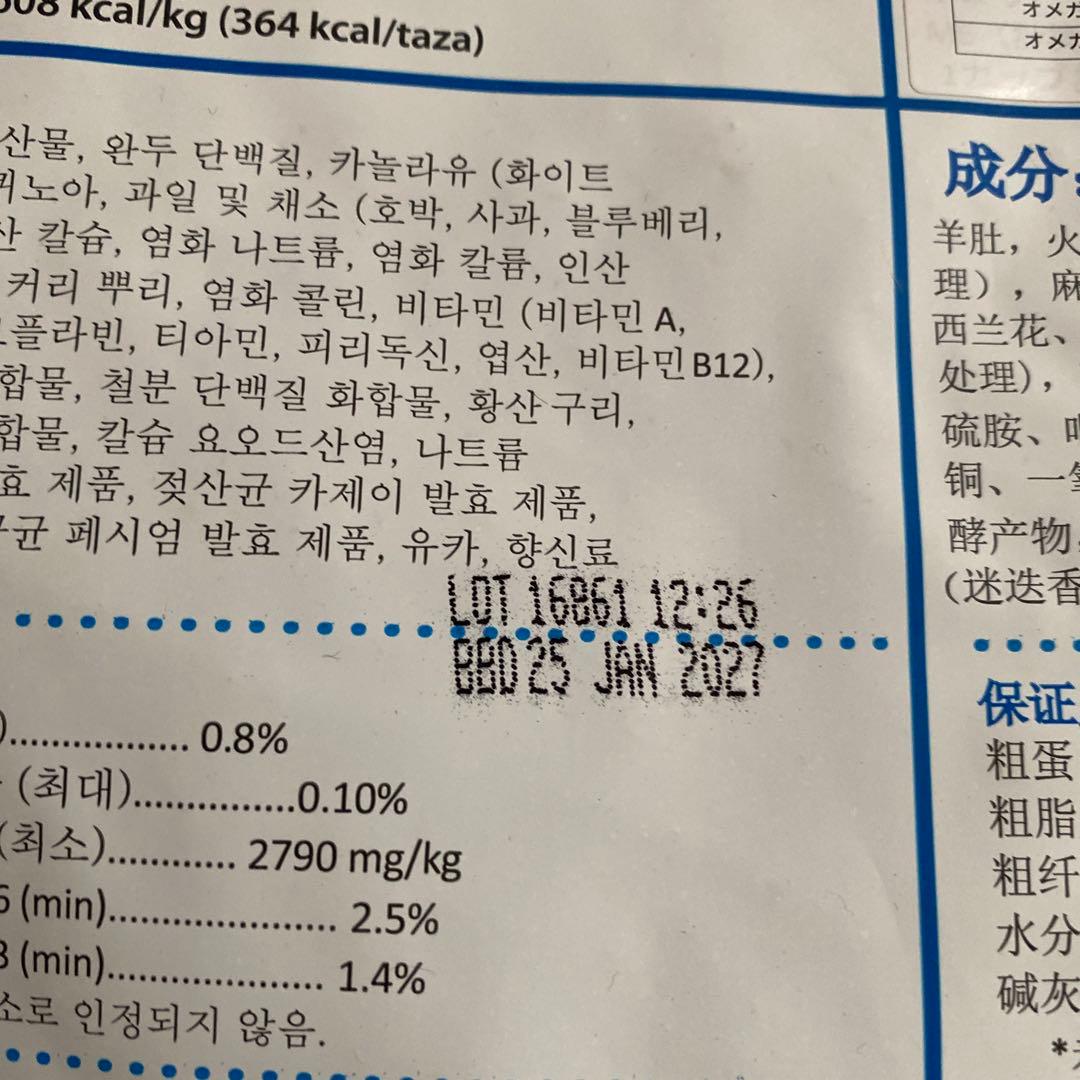 608 kcal/kg (364 kcal/taza)
산물, 완두 단백질, 카놀라유 (화이트
퀴노아, 과일 및 채소 (호박, 사과, 블루베리,
산 칼슘, 염화 나트륨, 염화 칼륨, 인산
커리 뿌리, 염화 콜린, 비타민 (비타민 A,
플라빈, 티아민, 피리독신, 엽산, 비타민 B12),
합물, 철분 단백질 화합물, 황산 구리,
합물, 칼슘 요오드산염, 나트륨
효 제품, 젖산균 카제이 발효 제품,
균 페시엄 발효 제품, 유카, 향신료
LOT 16861 12:26
BBD 25 JAN 2027
)................. 0.8%
(최대)................0.10%
(최소)............ 2790 mg/kg
6 (min)...................... 2.5%
3 (min)..................... 1.4%
소로 인정되지 않음.
オメガ
オメガ
成分:
羊肚，火
理），麻
西兰花、
处理），
硫胺、
铜、一
酵产物，
(迷迭香
保证
粗蛋
粗脂
粗纤
水分
碱灰
*